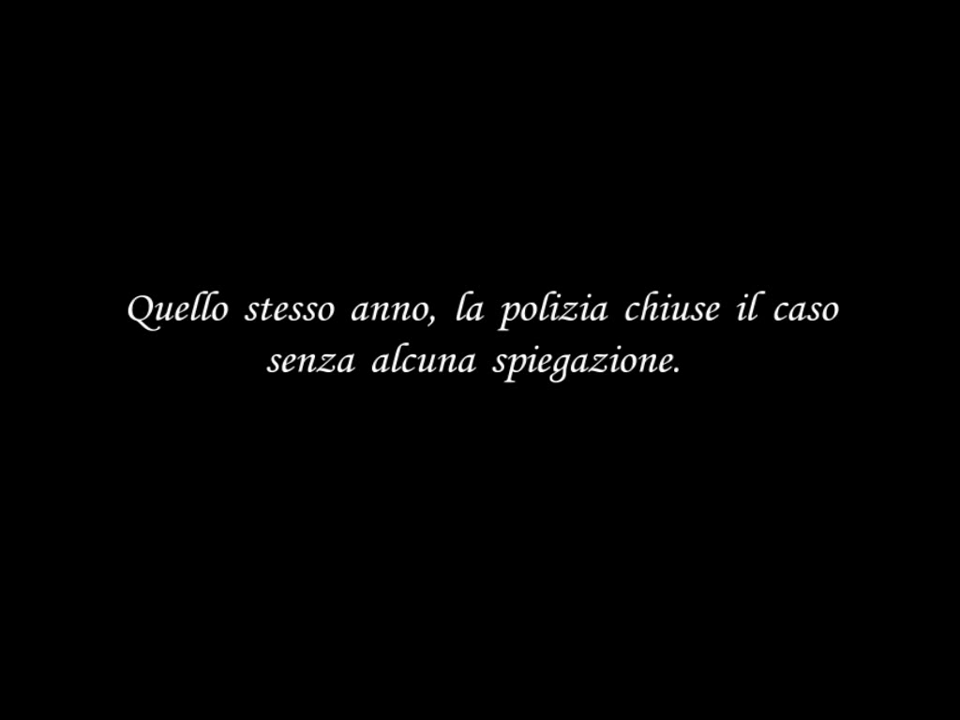 Quello stesso anno, la polizia chiuse il caso
senza alcuna spiegazione.